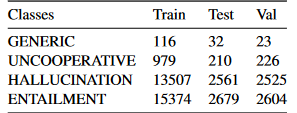 Classes Train Test Val
GENERIC 116 32 23
UNCOOPERATIVE 979 210 226
HALLUCINATION 13507 2561 2525
ENTAILMENT 15374 2679 2604